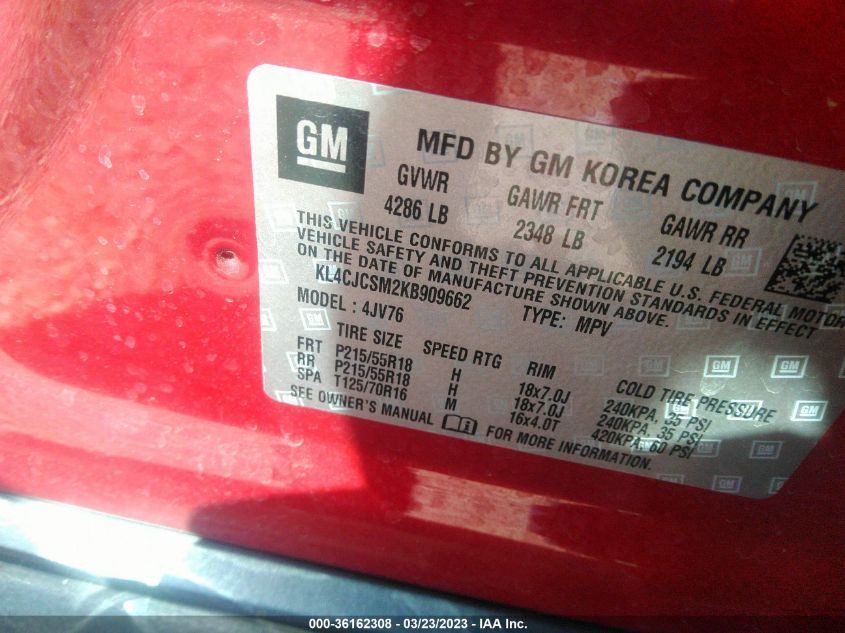 GM
MFD BY GM KOREA COMPANY
GVWR GAWR FRT GAWR RR
4286 LB 2348 LB 2194 LB
THIS VEHICLE CONFORMS TO ALL APPLICABLE U.S. FEDERAL MOTOR
VEHICLE SAFETY AND THEFT PREVENTION STANDARDS IN EFFECT
ON THE DATE OF MANUFACTURE SHOWN ABOVE.
KL4CJCSM2KB909662 TYPE: MPV
MODEL : 4JV76
TIRE SIZE SPEED RTG RIM COLD TIRE PRESSURE
FRT P215/55R18 H 18x7.0J 240KPA, 35 PSI
RR P215/55R18 H 18x7.0J 240KPA, 35 PSI
SPA T125/70R16 M 16x4.0T 420KPA, 60 PSI
SEE OWNER'S MANUAL FOR MORE INFORMATION.
000-36162308 - 03/23/2023 - IAA Inc.